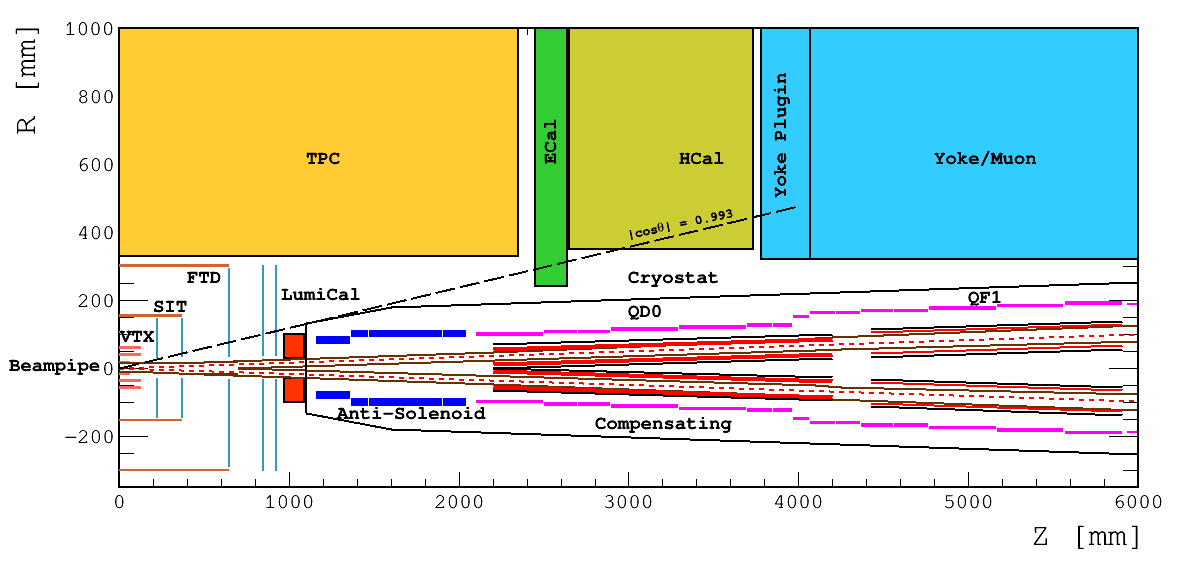 1000
800
600
400
200
0
−200
R [mm]
TPC
ECal
HCal
Yoke Plugin
Yoke/Muon
|cosθ| = 0.993
FTD
SIT
VTX
LumiCal
Cryostat
QD0
QF1
Beampipe
Anti-Solenoid
Compensating
0
1000
2000
3000
4000
5000
6000
Z [mm]